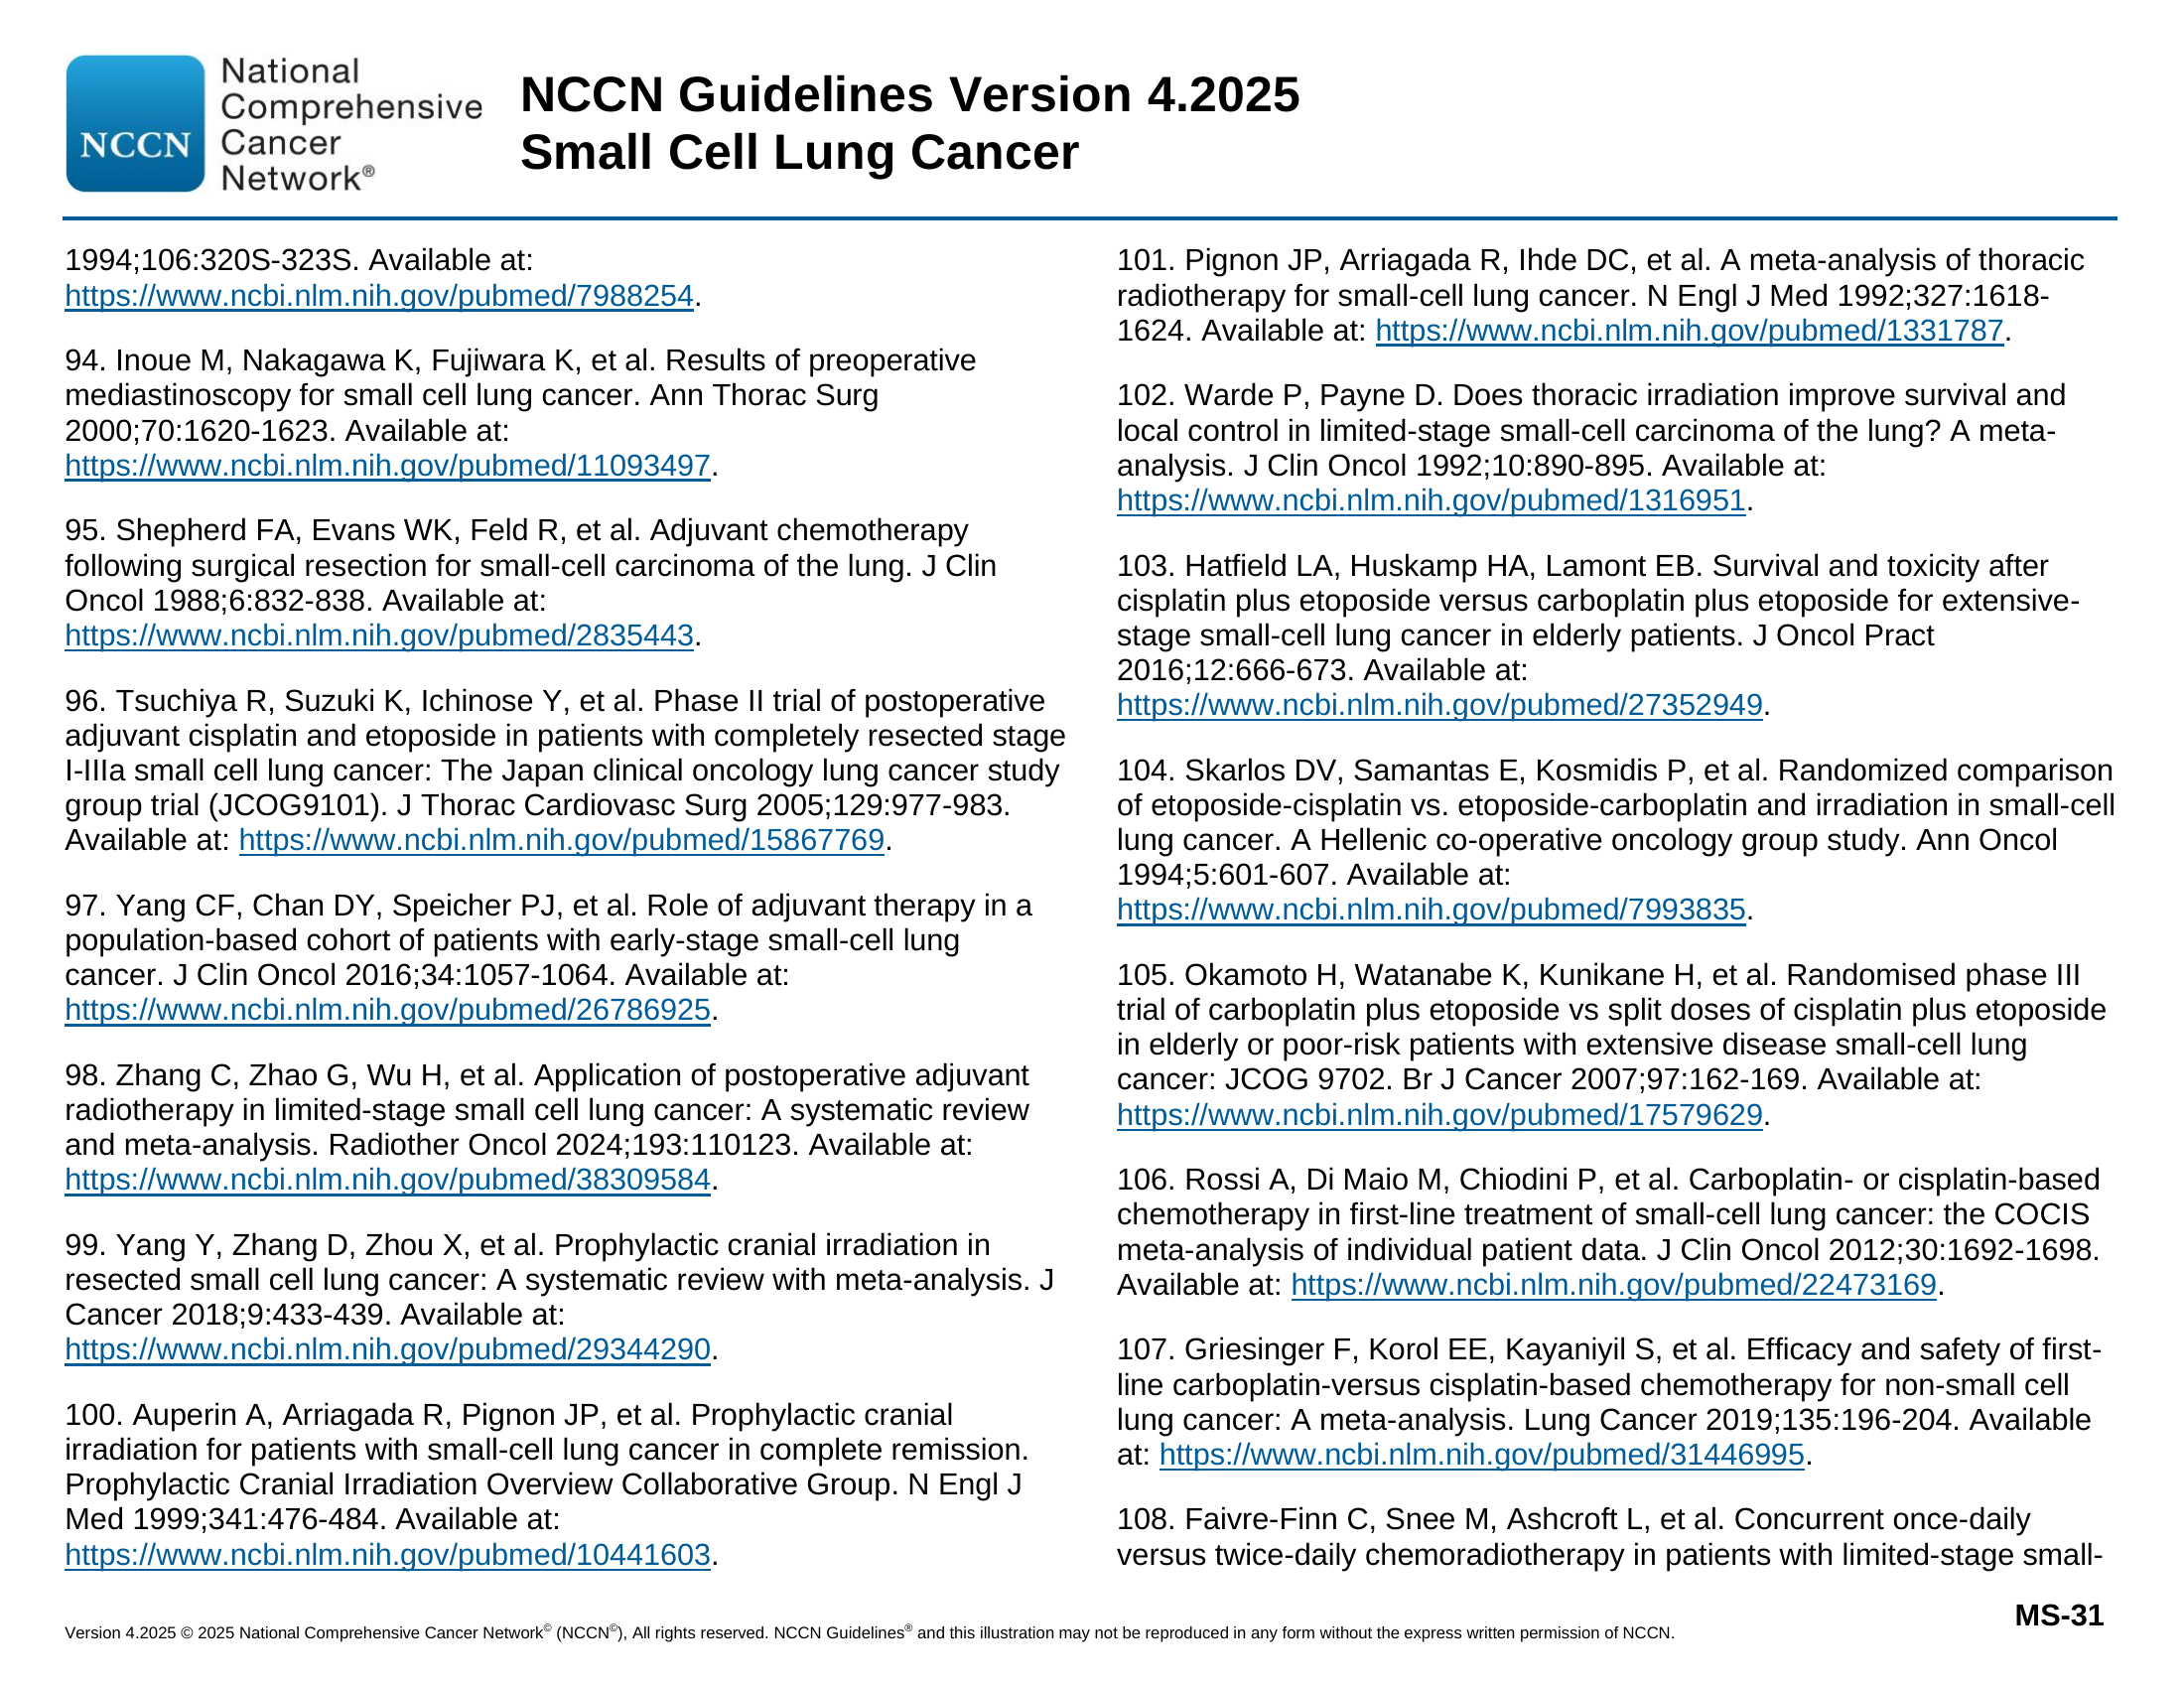 National
Comprehensive
Cancer
Network®
NCCN
NCCN Guidelines Version 4.2025
Small Cell Lung Cancer
1994;106:320S-323S. Available at:
https://www.ncbi.nlm.nih.gov/pubmed/7988254.
94. Inoue M, Nakagawa K, Fujiwara K, et al. Results of preoperative
mediastinoscopy for small cell lung cancer. Ann Thorac Surg
2000;70:1620-1623. Available at:
https://www.ncbi.nlm.nih.gov/pubmed/11093497.
95. Shepherd FA, Evans WK, Feld R, et al. Adjuvant chemotherapy
following surgical resection for small-cell carcinoma of the lung. J Clin
Oncol 1988;6:832-838. Available at:
https://www.ncbi.nlm.nih.gov/pubmed/2835443.
96. Tsuchiya R, Suzuki K, Ichinose Y, et al. Phase II trial of postoperative
adjuvant cisplatin and etoposide in patients with completely resected stage
I-IIIa small cell lung cancer: The Japan clinical oncology lung cancer study
group trial (JCOG9101). J Thorac Cardiovasc Surg 2005;129:977-983.
Available at: https://www.ncbi.nlm.nih.gov/pubmed/15867769.
97. Yang CF, Chan DY, Speicher PJ, et al. Role of adjuvant therapy in a
population-based cohort of patients with early-stage small-cell lung
cancer. J Clin Oncol 2016;34:1057-1064. Available at:
https://www.ncbi.nlm.nih.gov/pubmed/26786925.
98. Zhang C, Zhao G, Wu H, et al. Application of postoperative adjuvant
radiotherapy in limited-stage small cell lung cancer: A systematic review
and meta-analysis. Radiother Oncol 2024;193:110123. Available at:
https://www.ncbi.nlm.nih.gov/pubmed/38309584.
99. Yang Y, Zhang D, Zhou X, et al. Prophylactic cranial irradiation in
resected small cell lung cancer: A systematic review with meta-analysis. J
Cancer 2018;9:433-439. Available at:
https://www.ncbi.nlm.nih.gov/pubmed/29344290.
100. Auperin A, Arriagada R, Pignon JP, et al. Prophylactic cranial
irradiation for patients with small-cell lung cancer in complete remission.
Prophylactic Cranial Irradiation Overview Collaborative Group. N Engl J
Med 1999;341:476-484. Available at:
https://www.ncbi.nlm.nih.gov/pubmed/10441603.
101. Pignon JP, Arriagada R, Ihde DC, et al. A meta-analysis of thoracic
radiotherapy for small-cell lung cancer. N Engl J Med 1992;327:1618-
1624. Available at: https://www.ncbi.nlm.nih.gov/pubmed/1331787.
102. Warde P, Payne D. Does thoracic irradiation improve survival and
local control in limited-stage small-cell carcinoma of the lung? A meta-
analysis. J Clin Oncol 1992;10:890-895. Available at:
https://www.ncbi.nlm.nih.gov/pubmed/1316951.
103. Hatfield LA, Huskamp HA, Lamont EB. Survival and toxicity after
cisplatin plus etoposide versus carboplatin plus etoposide for extensive-
stage small-cell lung cancer in elderly patients. J Oncol Pract
2016;12:666-673. Available at:
https://www.ncbi.nlm.nih.gov/pubmed/27352949.
104. Skarlos DV, Samantas E, Kosmidis P, et al. Randomized comparison
of etoposide-cisplatin vs. etoposide-carboplatin and irradiation in small-cell
lung cancer. A Hellenic co-operative oncology group study. Ann Oncol
1994;5:601-607. Available at:
https://www.ncbi.nlm.nih.gov/pubmed/7993835.
105. Okamoto H, Watanabe K, Kunikane H, et al. Randomised phase III
trial of carboplatin plus etoposide vs split doses of cisplatin plus etoposide
in elderly or poor-risk patients with extensive disease small-cell lung
cancer: JCOG 9702. Br J Cancer 2007;97:162-169. Available at:
https://www.ncbi.nlm.nih.gov/pubmed/17579629.
106. Rossi A, Di Maio M, Chiodini P, et al. Carboplatin- or cisplatin-based
chemotherapy in first-line treatment of small-cell lung cancer: the COCIS
meta-analysis of individual patient data. J Clin Oncol 2012;30:1692-1698.
Available at: https://www.ncbi.nlm.nih.gov/pubmed/22473169.
107. Griesinger F, Korol EE, Kayaniyil S, et al. Efficacy and safety of first-
line carboplatin-versus cisplatin-based chemotherapy for non-small cell
lung cancer: A meta-analysis. Lung Cancer 2019;135:196-204. Available
at: https://www.ncbi.nlm.nih.gov/pubmed/31446995.
108. Faivre-Finn C, Snee M, Ashcroft L, et al. Concurrent once-daily
versus twice-daily chemoradiotherapy in patients with limited-stage small-
MS-31
Version 4.2025 © 2025 National Comprehensive Cancer Network© (NCCN©), All rights reserved. NCCN Guidelines® and this illustration may not be reproduced in any form without the express written permission of NCCN.